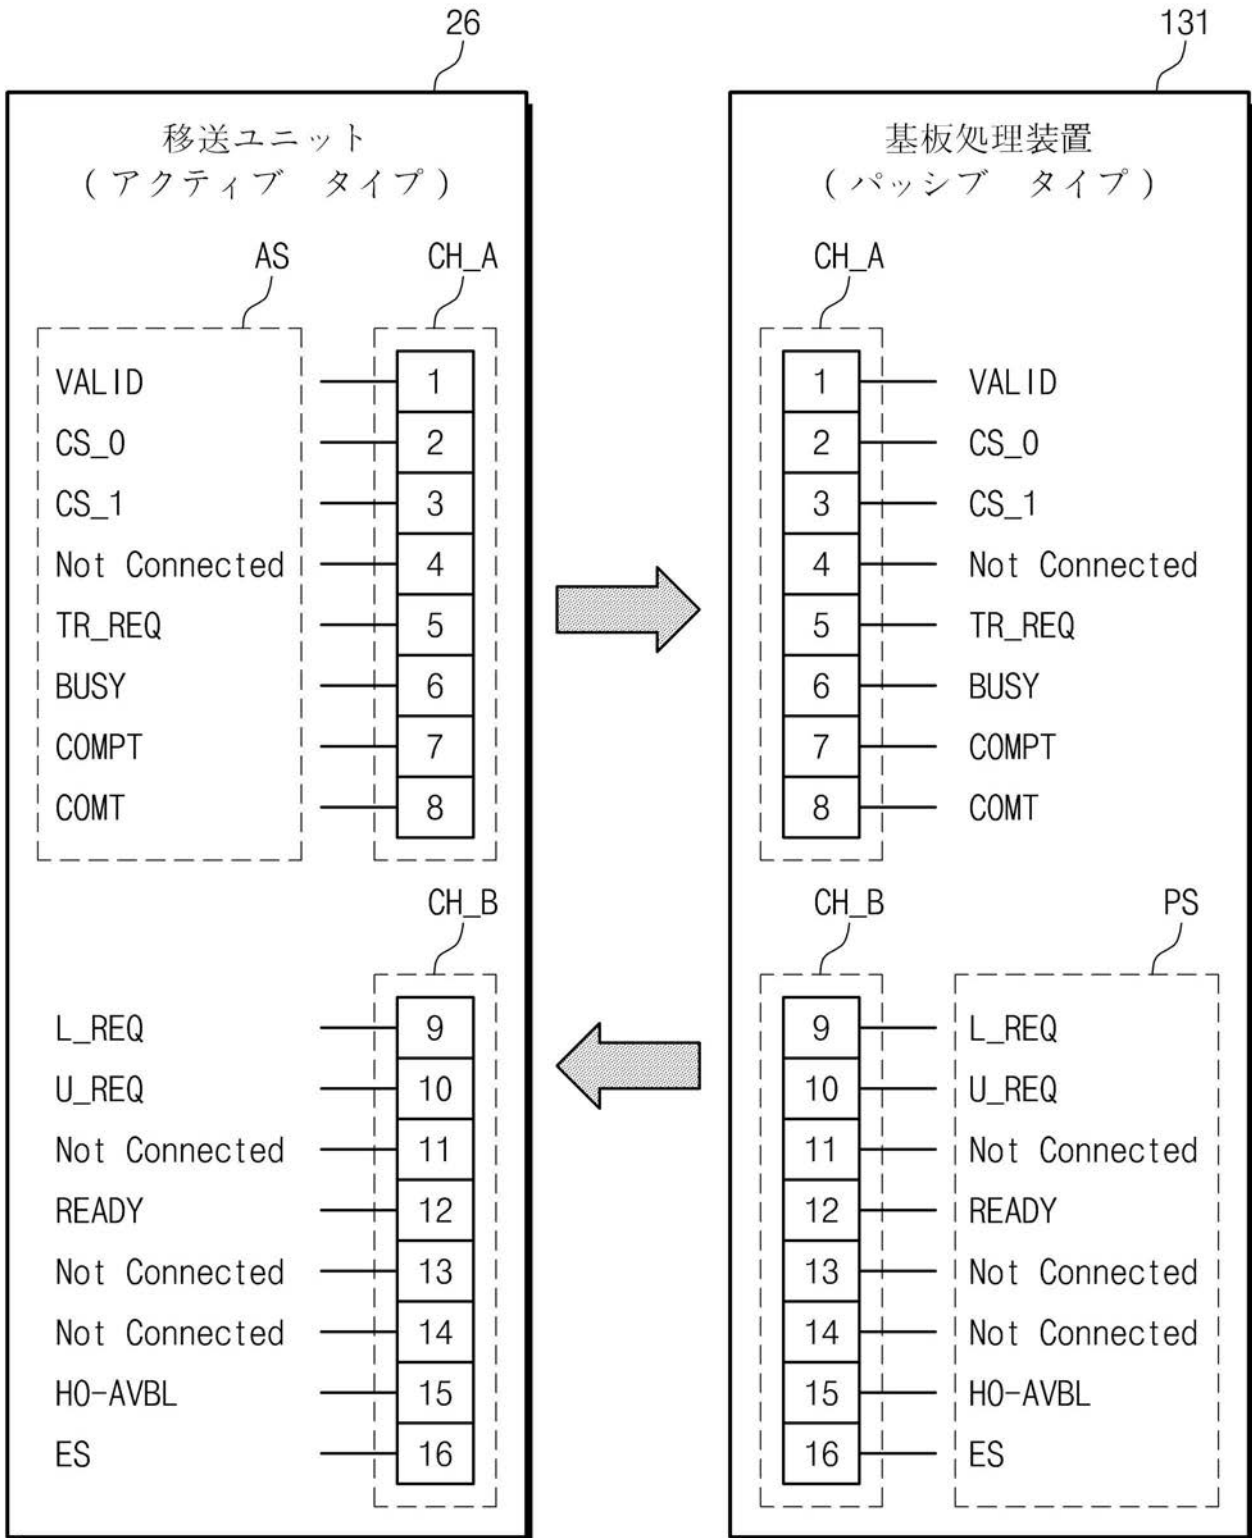 26
移送ユニット
(アクティブ タイプ)
AS
CH_A
VALID
1
CS_0
2
CS_1
3
Not Connected
4
TR_REQ
5
BUSY
6
COMPT
7
COMT
8
CH_B
L_REQ
9
U_REQ
10
Not Connected
11
READY
12
Not Connected
13
Not Connected
14
HO-AVBL
15
ES
16
131
基板処理装置
(パッシブ タイプ)
CH_A
1
VALID
2
CS_0
3
CS_1
4
Not Connected
5
TR_REQ
6
BUSY
7
COMPT
8
COMT
CH_B
PS
9
L_REQ
10
U_REQ
11
Not Connected
12
READY
13
Not Connected
14
Not Connected
15
HO-AVBL
16
ES